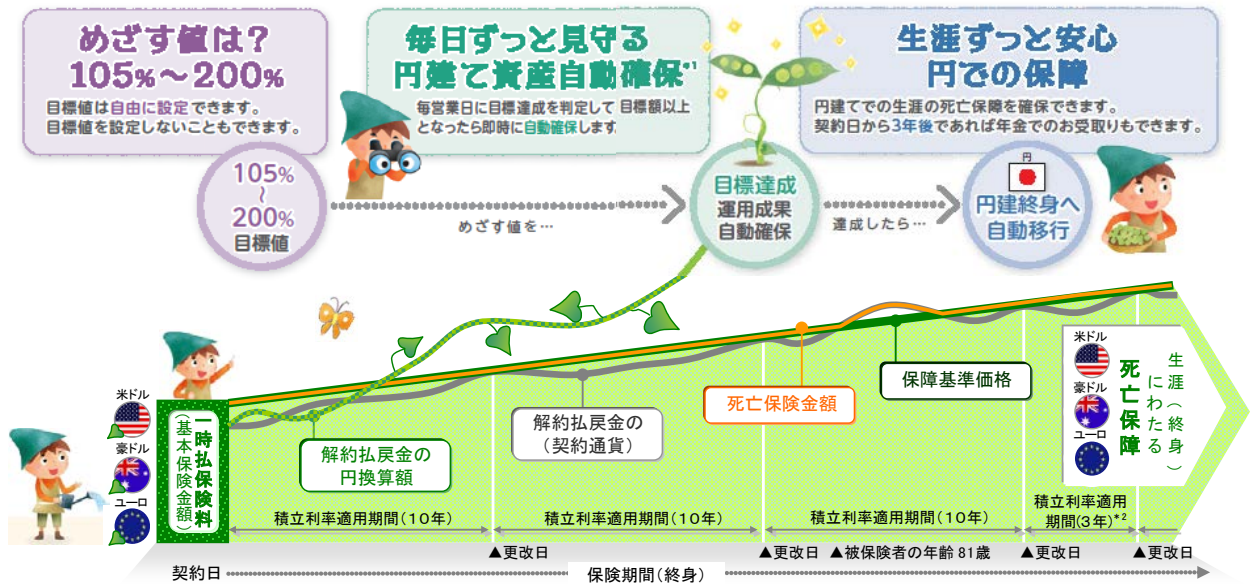 めざす値は?
105%~200%
目標値は自由に設定できます。
目標値を設定しないこともできます。
毎日ずっと見守る
円建て資産自動確保*1
毎営業日に目標達成を判定して 目標額以上
となったら即時に自動確保します
生涯ずっと安心
円での保障
円建てでの生涯の死亡保障を確保できます。
契約日から3年後であれば年金でのお受取りもできます。
105%
~
200%
目標値
めざす値を…
目標達成
運用成果
自動確保
達成したら…
円
円建終身へ
自動移行
米ドル
豪ドル
ユーロ
一時払保険料
(基本保険金額)
解約払戻金の
円換算額
解約払戻金の
(契約通貨)
死亡保険金額
保障基準価格
米ドル
豪ドル
ユーロ
生涯(終身)
にわたる
死亡保障
積立利率適用期間(10年)
積立利率適用期間(10年)
積立利率適用期間(10年)
積立利率適用
期間(3年)*2
▲更改日
▲更改日
▲被保険者の年齢81歳
▲更改日
▲更改日
契約日
保険期間(終身)